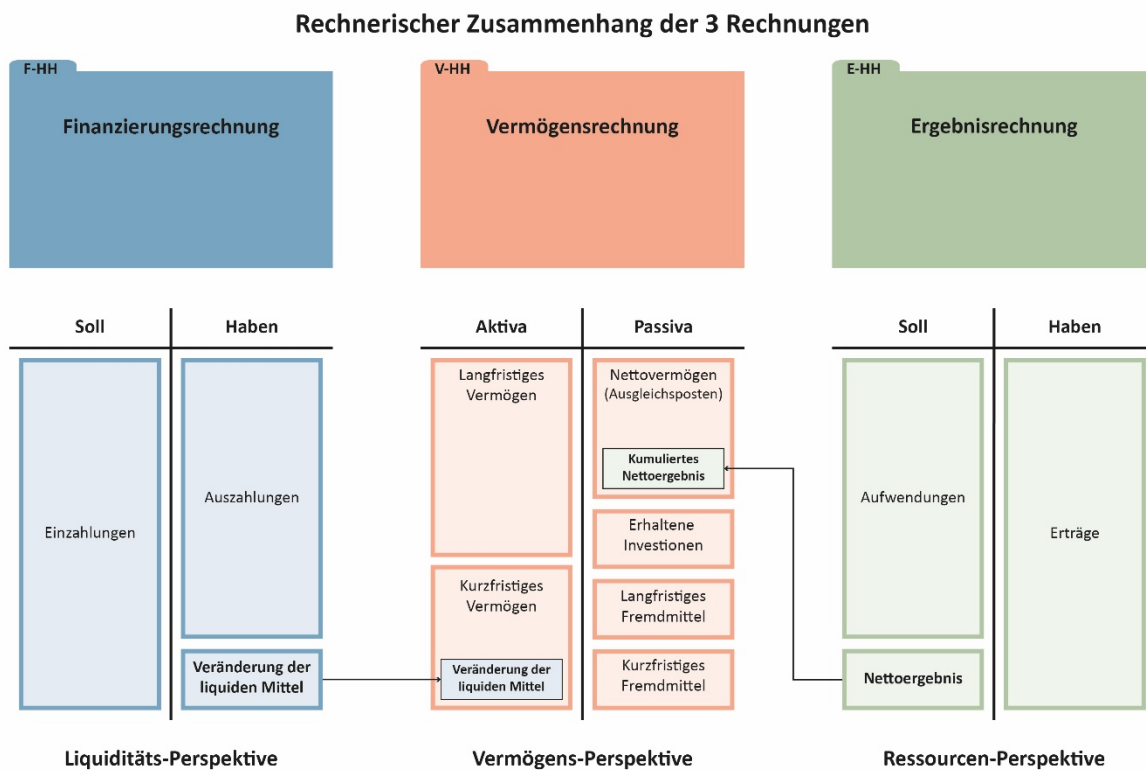 Rechnerischer Zusammenhang der 3 Rechnungen
F-HH
Finanzierungsrechnung
V-HH
Vermögensrechnung
E-HH
Ergebnisrechnung
Soll
Haben
Einzahlungen
Auszahlungen
Veränderung der
liquiden Mittel
Liquiditäts-Perspektive
Aktiva
Passiva
Langfristiges
Vermögen
Kurzfristiges
Vermögen
Veränderung der
liquiden Mittel
Nettovermögen
(Ausgleichsposten)
Kumuliertes
Nettoergebnis
Erhaltene
Investionen
Langfristiges
Fremdmittel
Kurzfristiges
Fremdmittel
Vermögens-Perspektive
Soll
Haben
Aufwendungen
Nettoergebnis
Erträge
Ressourcen-Perspektive